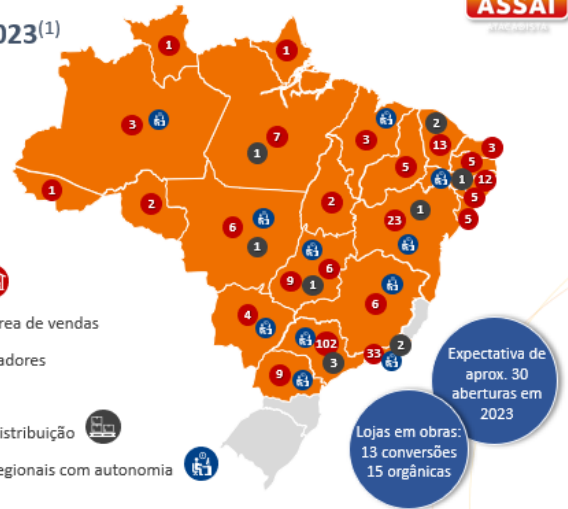 ASSAÍ
ATACADISTA
023(1)
1
1
3
7
1
3
2
13
3
5
5
1
12
5
5
1
2
2
6
1
23
1
6
9
1
6
4
102
3
33
2
9
rea de vendas
adores
istribuição
egionais com autonomia
Expectativa de
aprox. 30
aberturas em
2023
Lojas em obras:
13 conversões
15 orgânicas